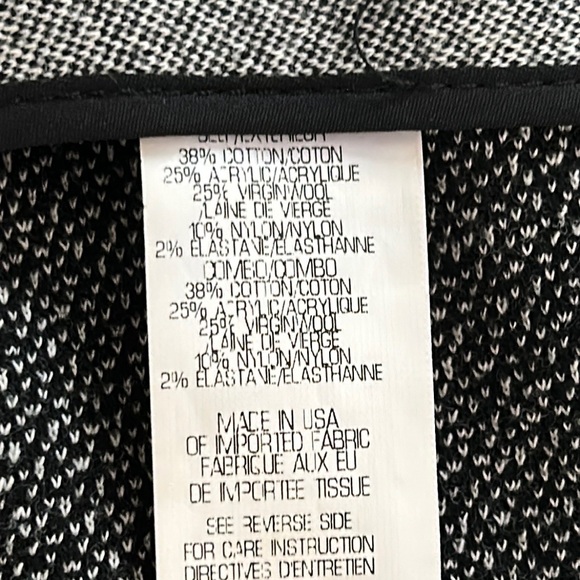 38% COTTON/COTON
25% ACRYLIC/ACRYLIQUE
25% VIRGIN WOOL
/LAINE DE VIERGE
10% NYLON/NYLON
2% ELASTANE/ELASTHANNE
COMBO/COMBO
38% COTTON/COTON
25% ACRYLIC/ACRYLIQUE
25% VIRGIN WOOL
/LAINE DE VIERGE
10% NYLON/NYLON
2% ELASTANE/ELASTHANNE
MADE IN USA
OF IMPORTED FABRIC
FABRIQUE AUX EU
DE IMPORTEE TISSUE
SEE REVERSE SIDE
FOR CARE INSTRUCTION
DIRECTIVES D'ENTRETIEN